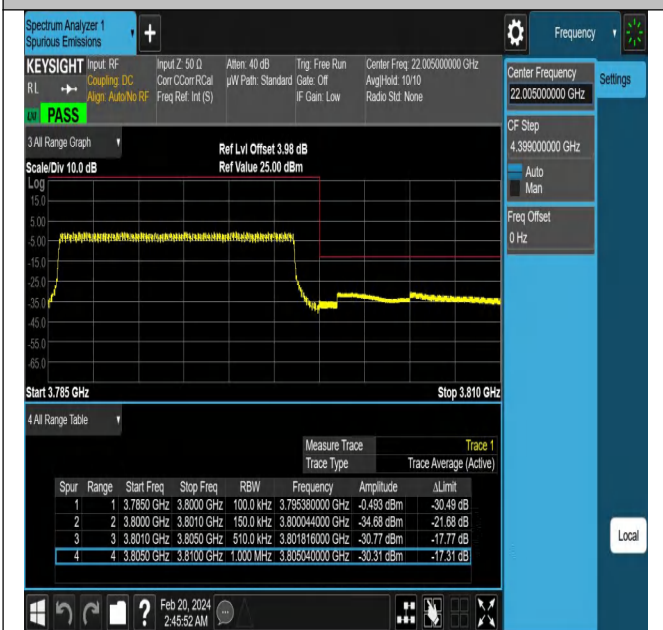 Spectrum Analyzer 1
Spurious Emissions
+
Frequency
KEYSIGHT
RL
PASS
Input: RF
Coupling: DC
Align: Auto/No RF
Input Z: 50 Ω
Corr CCorr RCal
Freq Ref: Int (S)
Atten: 40 dB
µW Path: Standard
Trig: Free Run
Gate: Off
IF Gain: Low
Center Freq: 22.005000000 GHz
Avg|Hold: 10/10
Radio Std: None
Center Frequency
22.005000000 GHz
Settings
CF Step
4.399000000 GHz
Auto
Man
Freq Offset
0 Hz
3 All Range Graph
Scale/Div 10.0 dB
Ref Lvl Offset 3.98 dB
Ref Value 25.00 dBm
Log
15.0
5.00
-5.00
-15.0
-25.0
-35.0
-45.0
-55.0
-65.0
Start 3.785 GHz
Stop 3.810 GHz
4 All Range Table
Measure Trace Trace 1
Trace Type Trace Average (Active)
Spur Range Start Freq Stop Freq RBW Frequency Amplitude ΔLimit
1 1 3.7850 GHz 3.8000 GHz 100.0 kHz 3.795380000 GHz -0.493 dBm -30.49 dB
2 2 3.8000 GHz 3.8010 GHz 150.0 kHz 3.800044000 GHz -34.68 dBm -21.68 dB
3 3 3.8010 GHz 3.8050 GHz 510.0 kHz 3.801816000 GHz -30.77 dBm -17.77 dB
4 4 3.8050 GHz 3.8100 GHz 1.000 MHz 3.805040000 GHz -30.31 dBm -17.31 dB
Local
?
Feb 20, 2024
2:45:52 AM